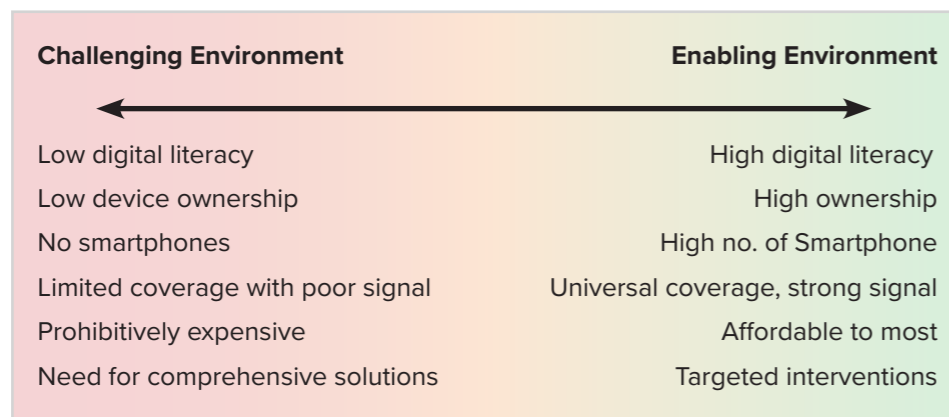 Challenging Environment Enabling Environment
Low digital literacy High digital literacy
Low device ownership High ownership
No smartphones High no. of Smartphone
Limited coverage with poor signal Universal coverage, strong signal
Prohibitively expensive Affordable to most
Need for comprehensive solutions Targeted interventions